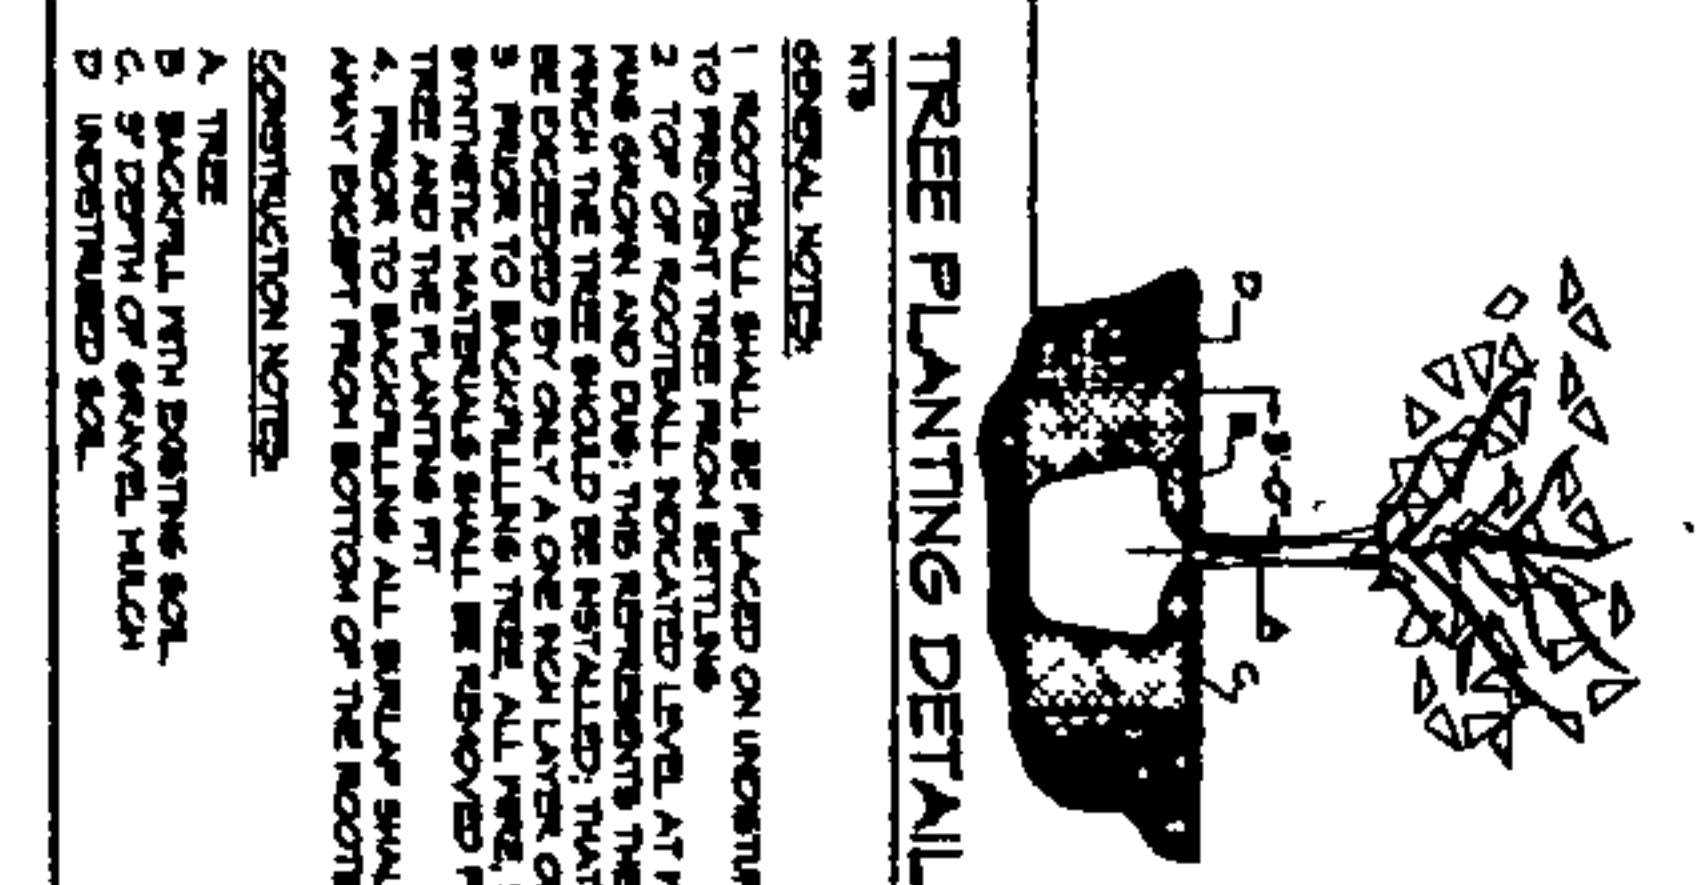 D
B
3'-0"
A
C
TREE PLANTING DETAIL
NTS
GENERAL NOTES:
1 ROOTBALL SHALL BE PLACED ON UNDISTUR
TO PREVENT TREE FROM SETTLING
2 TOP OF ROOTBALL INDICATED LEVEL AT
WAS GROWN AND DUG; THIS REPRESENTS THE
WHICH THE TREE SHOULD BE INSTALLED; THAT
BE EXCEEDED BY ONLY A ONE INCH LAYER O
3 PRIOR TO BACKFILLING TREE, ALL WIRE,
SYNTHETIC MATERIALS SHALL BE REMOVED F
TREE AND THE PLANTING PIT
4. PRIOR TO BACKFILLING ALL BURLAP SHAL
AWAY EXCEPT FROM BOTTOM OF THE ROOTB
CONSTRUCTION NOTES:
A. TREE
B BACKFILL WITH EXISTING SOIL
C. 3" DEPTH OF GRAVEL MULCH
D UNDISTRUBED SOIL